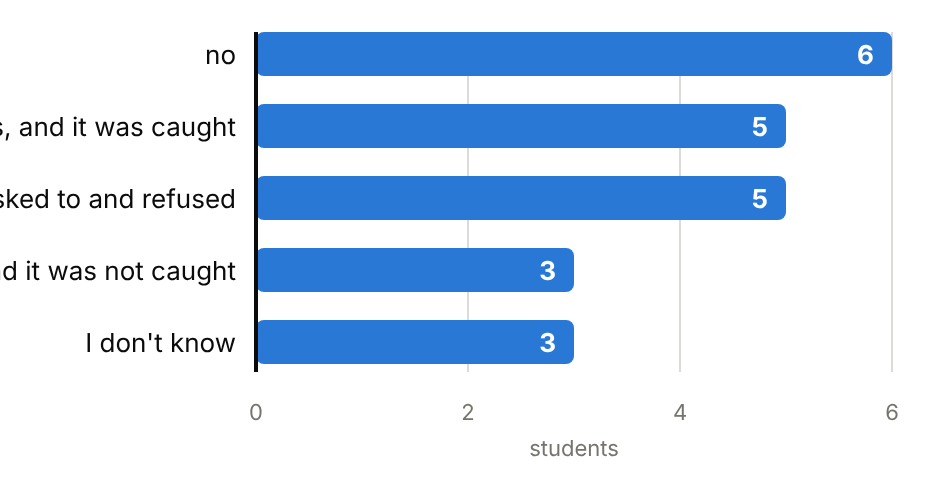 no 6
and it was caught 5
to and refused 5
it was not caught 3
I don't know 3
0 2 4 6
students